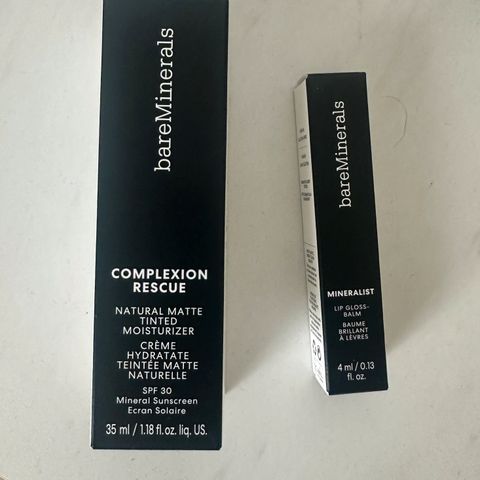 bareMinerals
COMPLEXION
RESCUE
NATURAL MATTE
TINTED
MOISTURIZER
CRÈME
HYDRATATE
TEINTÉE MATTE
NATURELLE
SPF 30
Mineral Sunscreen
Ecran Solaire
35 ml / 1.18 fl. oz. liq. US.
bareMinerals
MINERALIST
LIP GLOSS-
BALM
BAUME
BRILLANT
À LÈVRES
4 ml / 0.13
fl. oz.